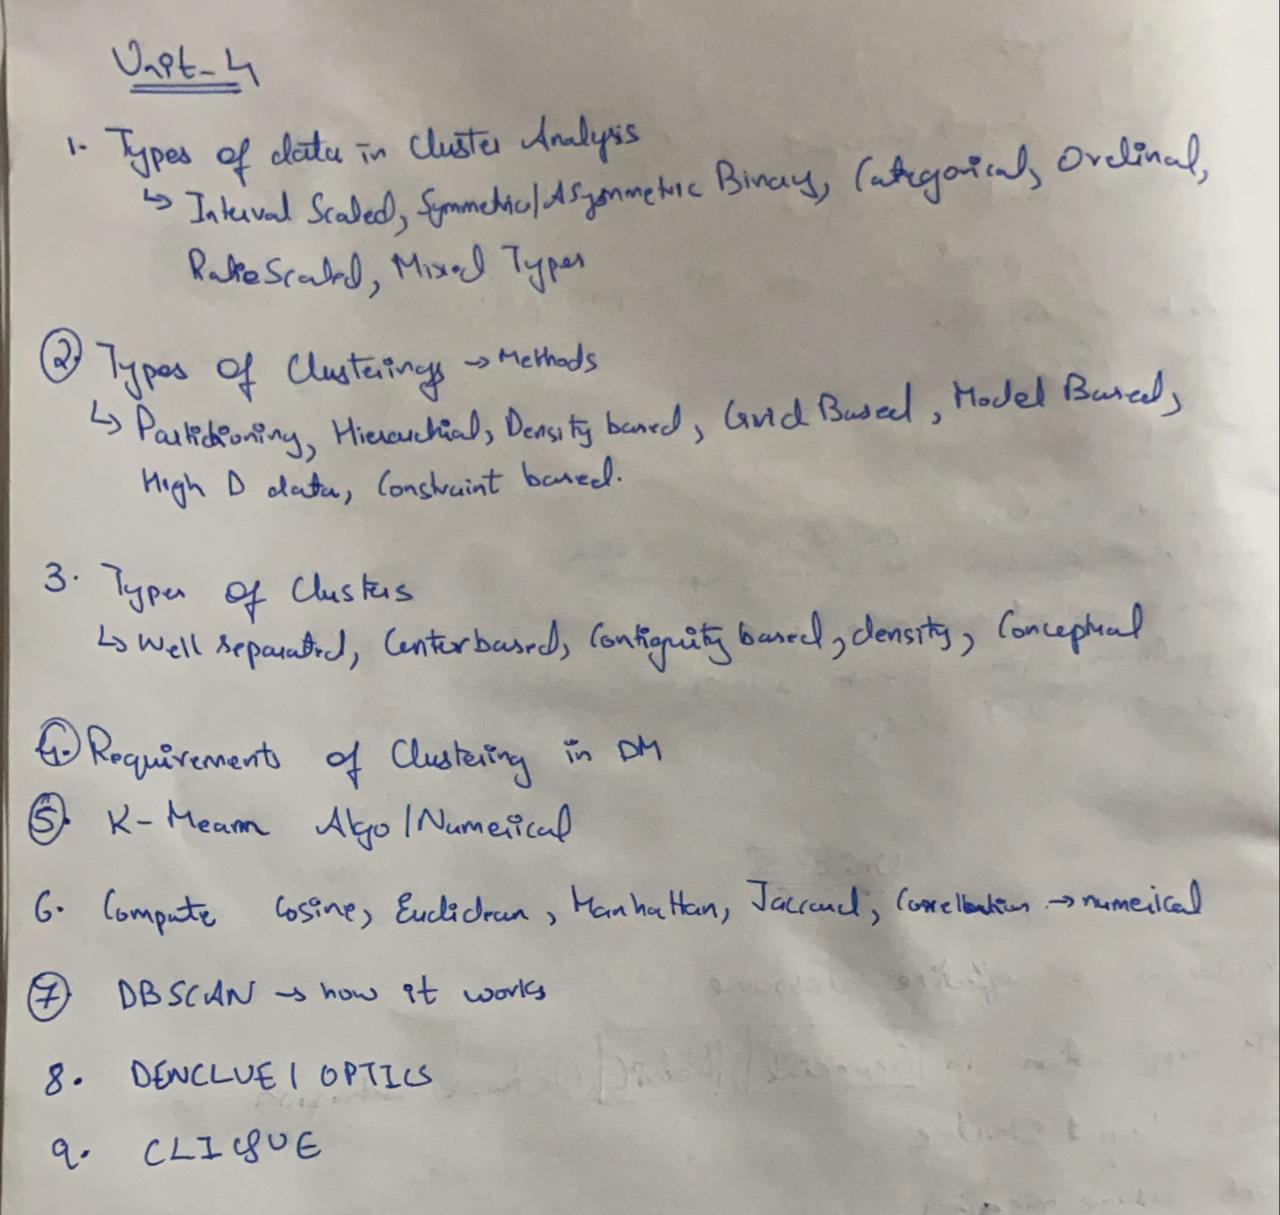 Unit-4
1. Types of data in Cluster Analysis
↳ Interval Scaled, Symmetric/Asymmetric Binary, Categorical, Ordinal,
Ratio Scaled, Mixed Types
2. Types of Clusterings → Methods
↳ Partitioning, Hierarchial, Density based, Grid Based, Model Based,
High D data, Constraint based.
3. Types of Clusters
↳ Well separated, Center based, Contiguity based, density, Conceptual
4. Requirements of Clustering in DM
5. K-Means Algo/Numerical
6. Compute Cosine, Euclidean, Manhattan, Jaccard, → numerical
7. DBSCAN → how it works
8. DENCLUE / OPTICS
9. CLIQUE